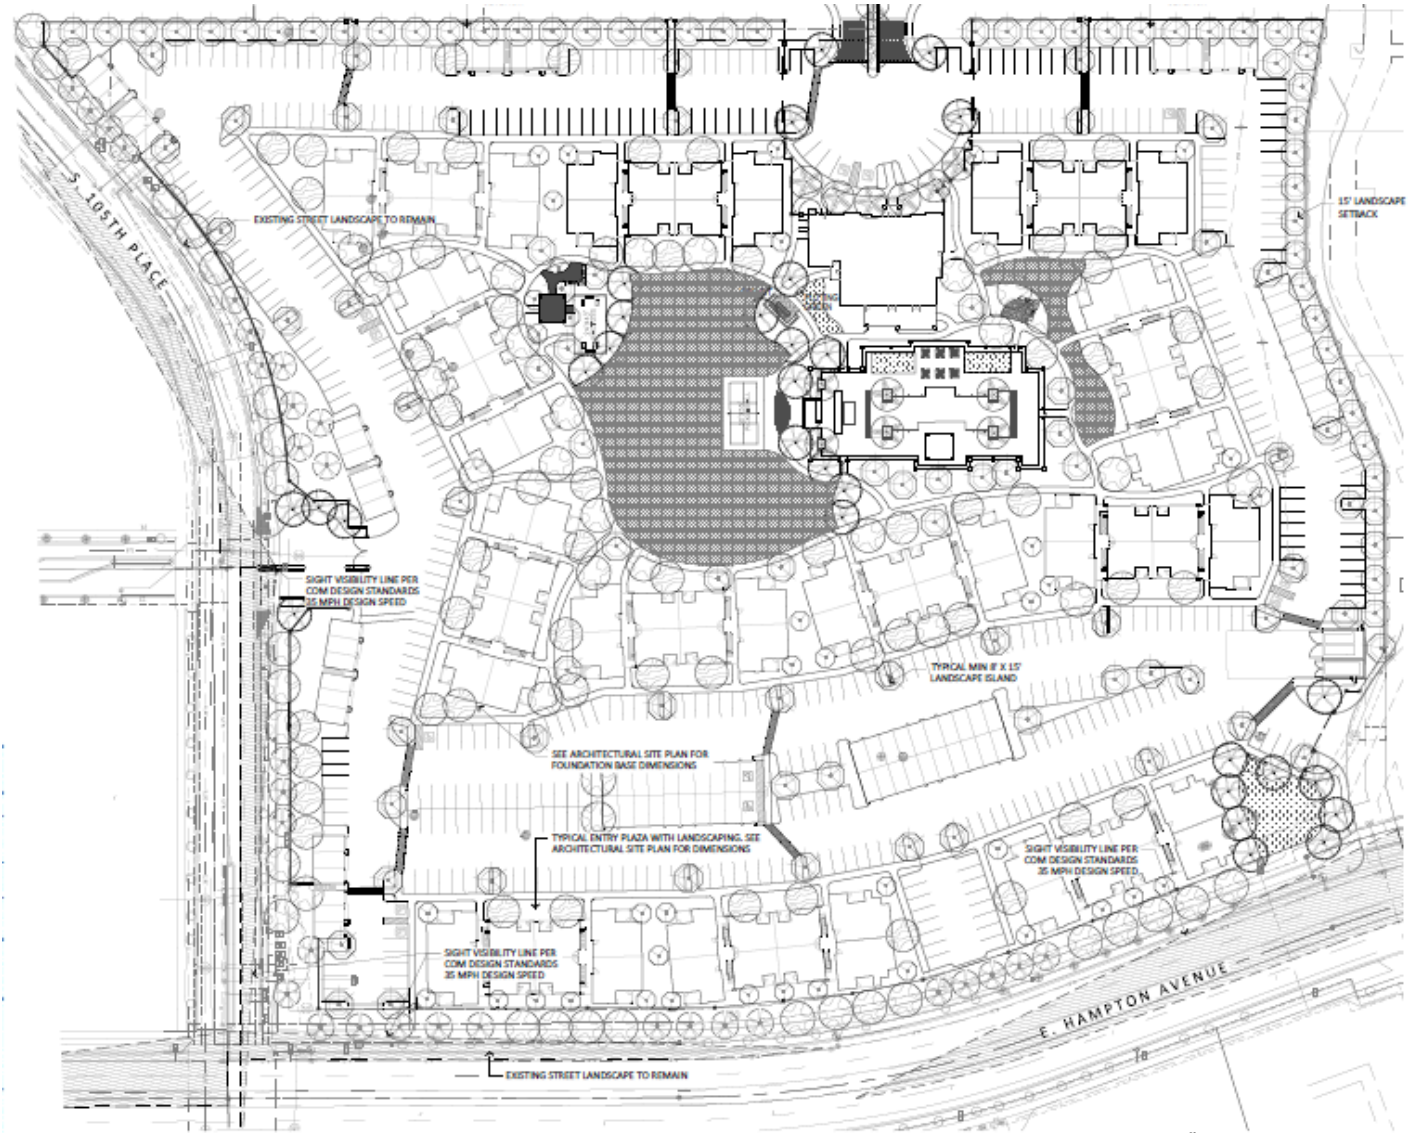 S. 105TH PLACE
EXISTING STREET LANDSCAPE TO REMAIN
15' LANDSCAPE
SETBACK
SIGHT VISIBILITY LINE PER
COM DESIGN STANDARDS
35 MPH DESIGN SPEED
TYPICAL MIN 8' X 15'
LANDSCAPE ISLAND
SEE ARCHITECTURAL SITE PLAN FOR
FOUNDATION BASE DIMENSIONS
TYPICAL ENTRY PLAZA WITH LANDSCAPING. SEE
ARCHITECTURAL SITE PLAN FOR DIMENSIONS
SIGHT VISIBILITY LINE PER
COM DESIGN STANDARDS
35 MPH DESIGN SPEED
SIGHT VISIBILITY LINE PER
COM DESIGN STANDARDS
35 MPH DESIGN SPEED
E. HAMPTON AVENUE
EXISTING STREET LANDSCAPE TO REMAIN